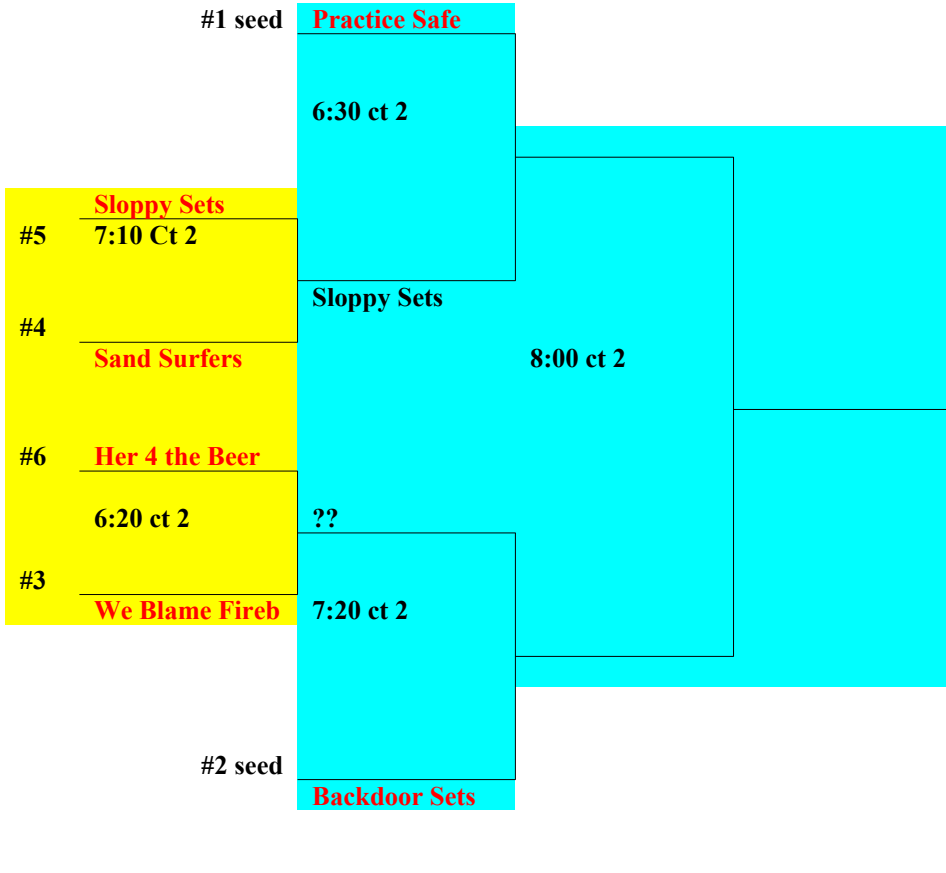 #1 seed Practice Safe
6:30 ct 2
Sloppy Sets
#5 7:10 Ct 2
Sloppy Sets
#4
Sand Surfers 8:00 ct 2
#6 Her 4 the Beer
6:20 ct 2 ??
#3
We Blame Fireb 7:20 ct 2
#2 seed
Backdoor Sets